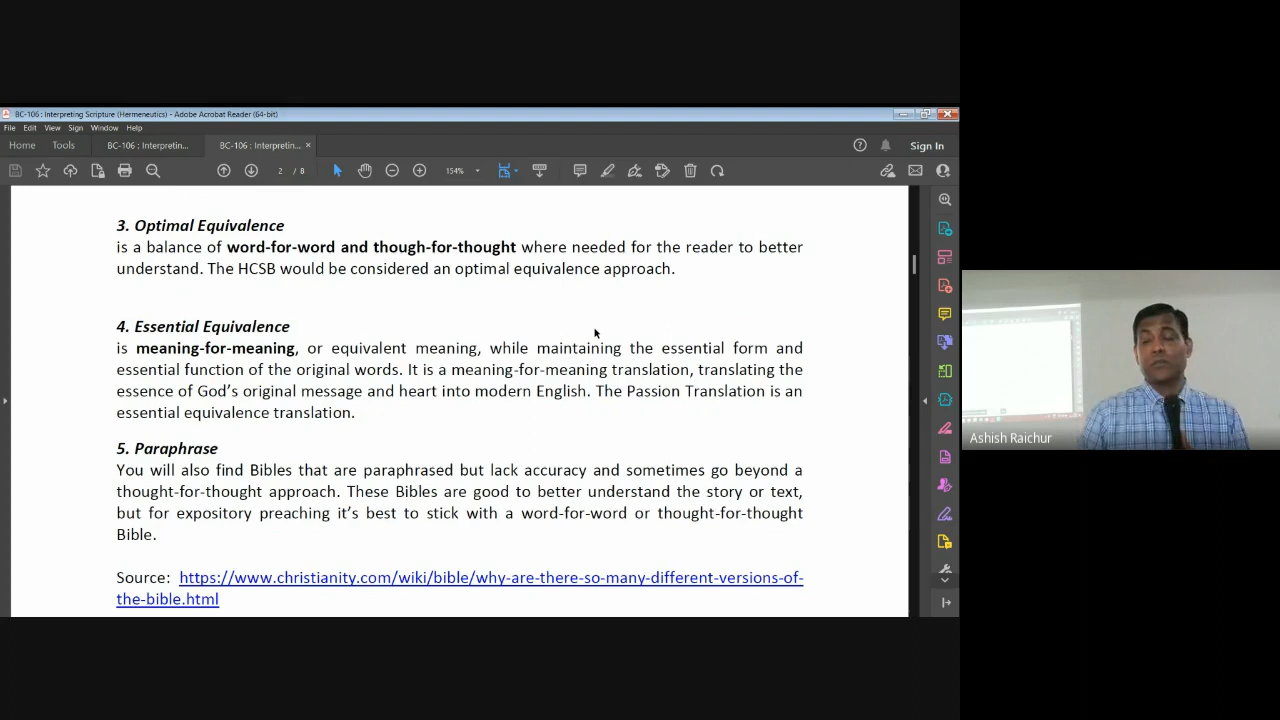 BC-106 : Interpreting Scripture (Hermeneutics) - Adobe Acrobat Reader (64-bit)
File Edit View Sign Window Help
Home Tools BC-106 : Interpretin... BC-106 : Interpretin... × Sign In
2 / 8 154%
3. Optimal Equivalence
is a balance of word-for-word and though-for-thought where needed for the reader to better
understand. The HCSB would be considered an optimal equivalence approach.
4. Essential Equivalence
is meaning-for-meaning, or equivalent meaning, while maintaining the essential form and
essential function of the original words. It is a meaning-for-meaning translation, translating the
essence of God's original message and heart into modern English. The Passion Translation is an
essential equivalence translation.
5. Paraphrase
You will also find Bibles that are paraphrased but lack accuracy and sometimes go beyond a
thought-for-thought approach. These Bibles are good to better understand the story or text,
but for expository preaching it's best to stick with a word-for-word or thought-for-thought
Bible.
Source: https://www.christianity.com/wiki/bible/why-are-there-so-many-different-versions-of-
the-bible.html
Ashish Raichur